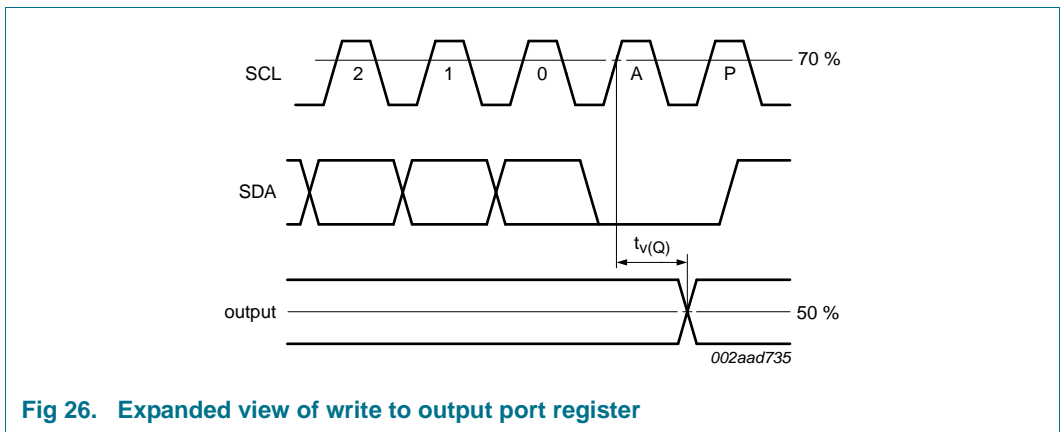 70 %
SCL 2 1 0 A P
SDA
tv(Q)
output 50 %
002aad735
Fig 26. Expanded view of write to output port register